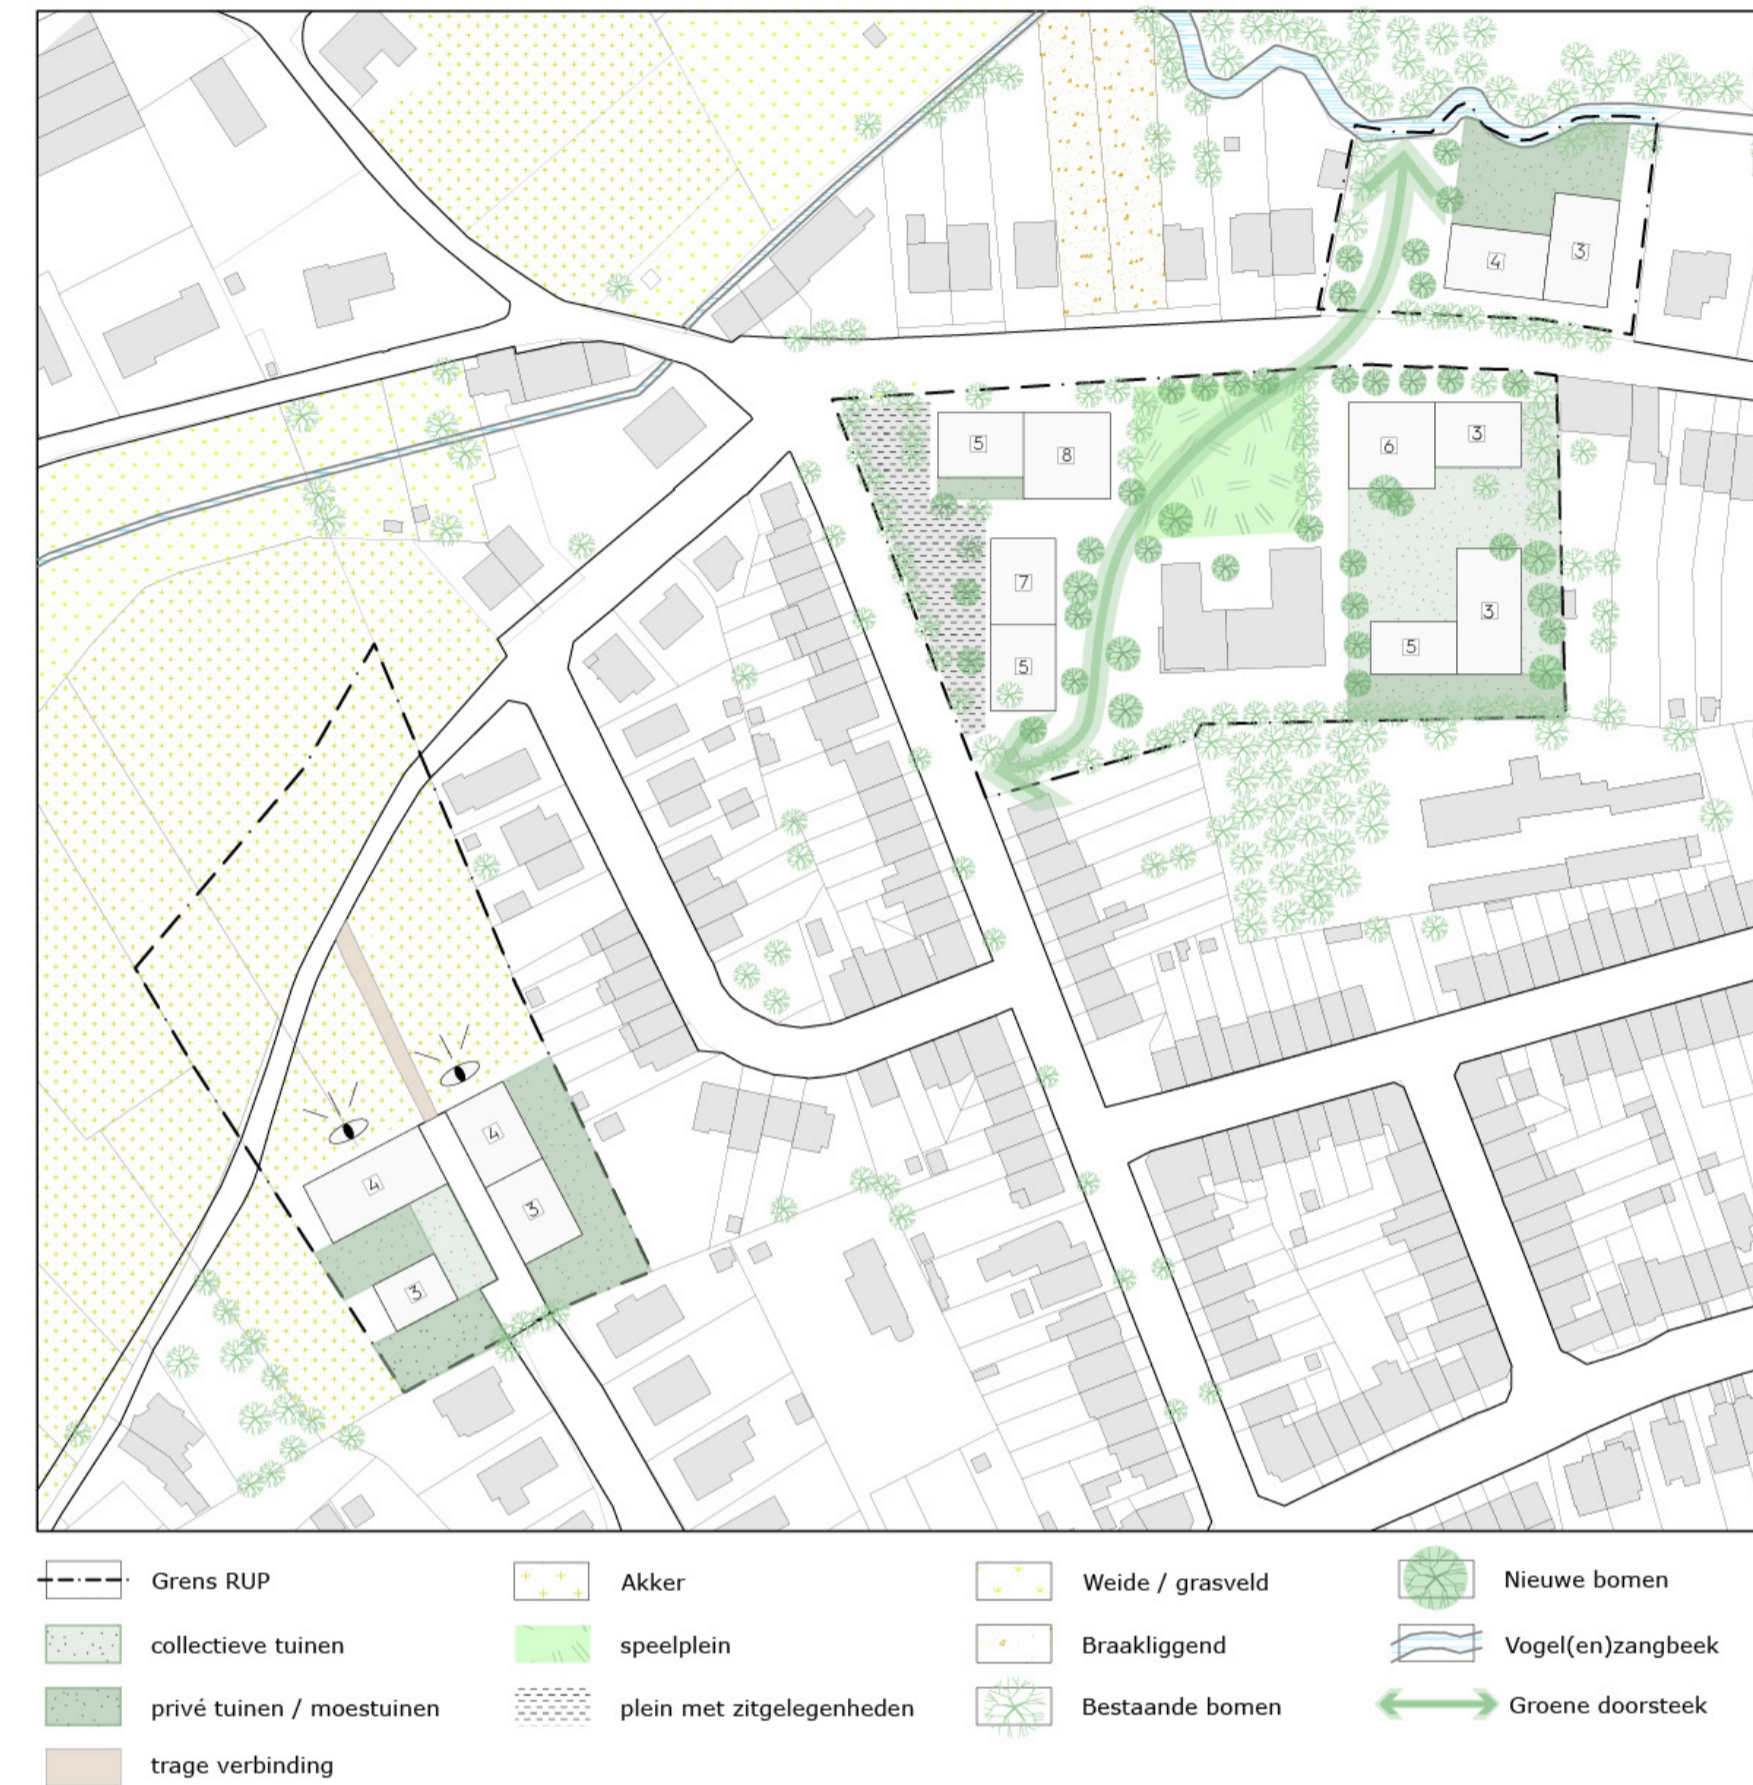 4
3
5
8
6
3
7
5
3
5
4
4
3
3
Grens RUP
Akker
Weide / grasveld
Nieuwe bomen
collectieve tuinen
speelplein
Braakliggend
Vogel(en)zangbeek
privé tuinen / moestuinen
plein met zitgelegenheden
Bestaande bomen
Groene doorsteek
trage verbinding